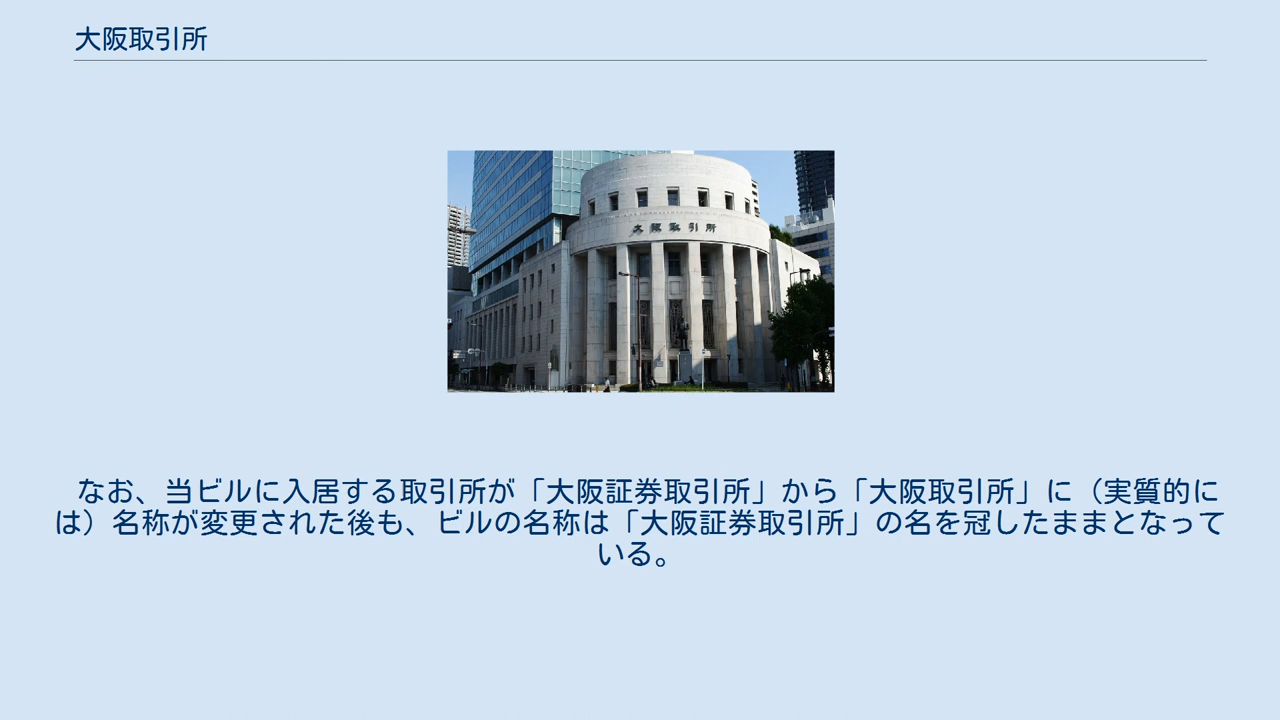 大阪取引所
大阪取引所
なお、当ビルに入居する取引所が「大阪証券取引所」から「大阪取引所」に（実質的に
は）名称が変更された後も、ビルの名称は「大阪証券取引所」の名を冠したままとなって
いる。